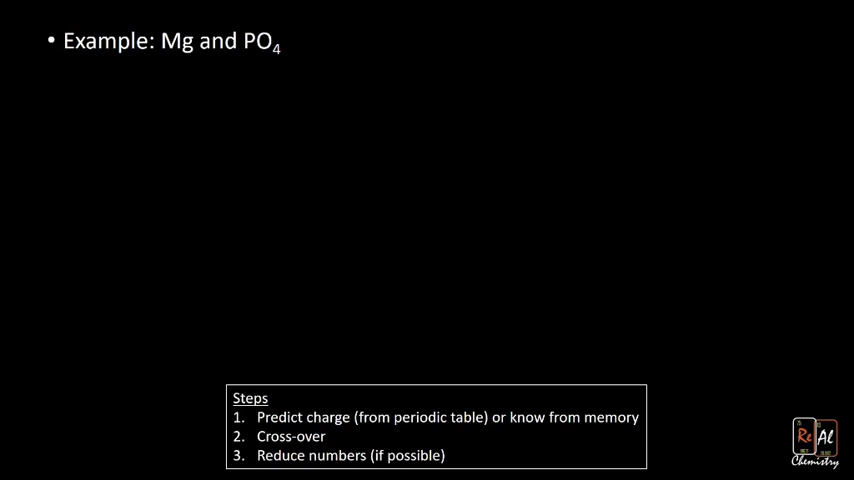 • Example: Mg and PO₄
Steps
1. Predict charge (from periodic table) or know from memory
2. Cross-over
3. Reduce numbers (if possible)
Re Al
Chemistry